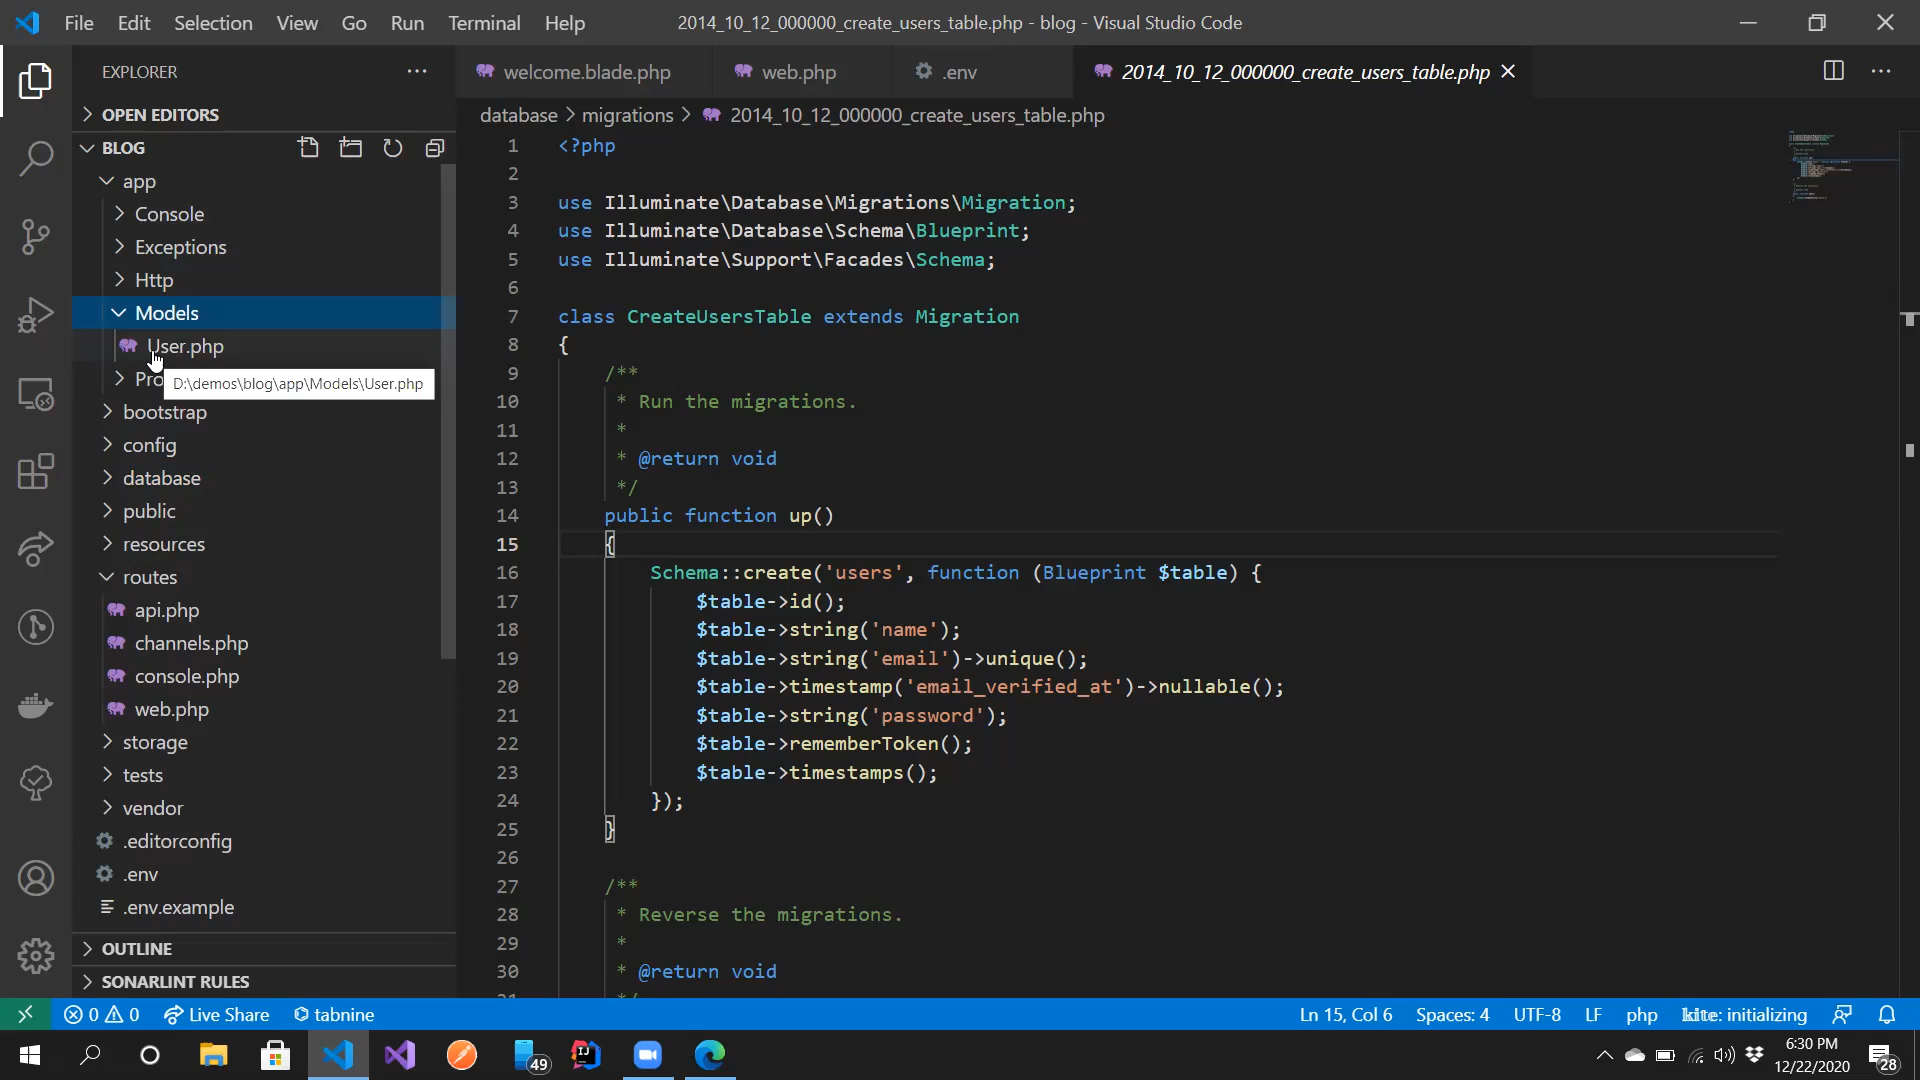 File Edit Selection View Go Run Terminal Help 2014_10_12_000000_create_users_table.php - blog - Visual Studio Code
EXPLORER
welcome.blade.php web.php .env 2014_10_12_000000_create_users_table.php
OPEN EDITORS
BLOG
app
Console
Exceptions
Http
Models
User.php
Pro
D:\demos\blog\app\Models\User.php
bootstrap
config
database
public
resources
routes
api.php
channels.php
console.php
web.php
storage
tests
vendor
.editorconfig
.env
.env.example
OUTLINE
SONARLINT RULES
database > migrations > 2014_10_12_000000_create_users_table.php
1 <?php
2
3 use Illuminate\Database\Migrations\Migration;
4 use Illuminate\Database\Schema\Blueprint;
5 use Illuminate\Support\Facades\Schema;
6
7 class CreateUsersTable extends Migration
8 {
9 /**
10 * Run the migrations.
11 *
12 * @return void
13 */
14 public function up()
15 {
16 Schema::create('users', function (Blueprint $table) {
17 $table->id();
18 $table->string('name');
19 $table->string('email')->unique();
20 $table->timestamp('email_verified_at')->nullable();
21 $table->string('password');
22 $table->rememberToken();
23 $table->timestamps();
24 });
25 }
26
27 /**
28 * Reverse the migrations.
29 *
30 * @return void
0 0 Live Share tabnine Ln 15, Col 6 Spaces: 4 UTF-8 LF php kite: initializing
49 IJ 6:30 PM
12/22/2020 28